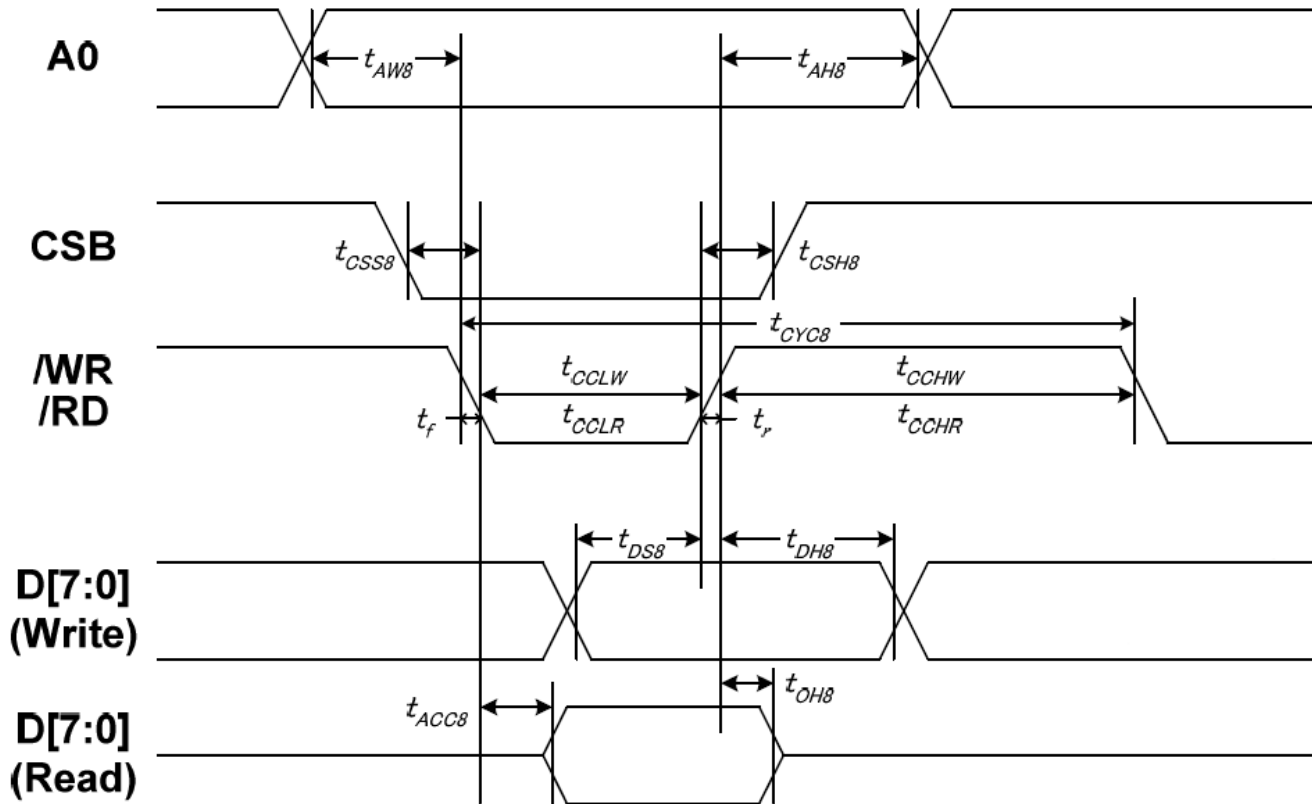 A0
tAW8
tAH8
CSB
tCSS8
tCSH8
tCYC8
/WR
/RD
tCCLW
tCCHW
tf
tCCLR
tr
tCCHR
tDS8
tDH8
D[7:0]
(Write)
tOH8
tACC8
D[7:0]
(Read)